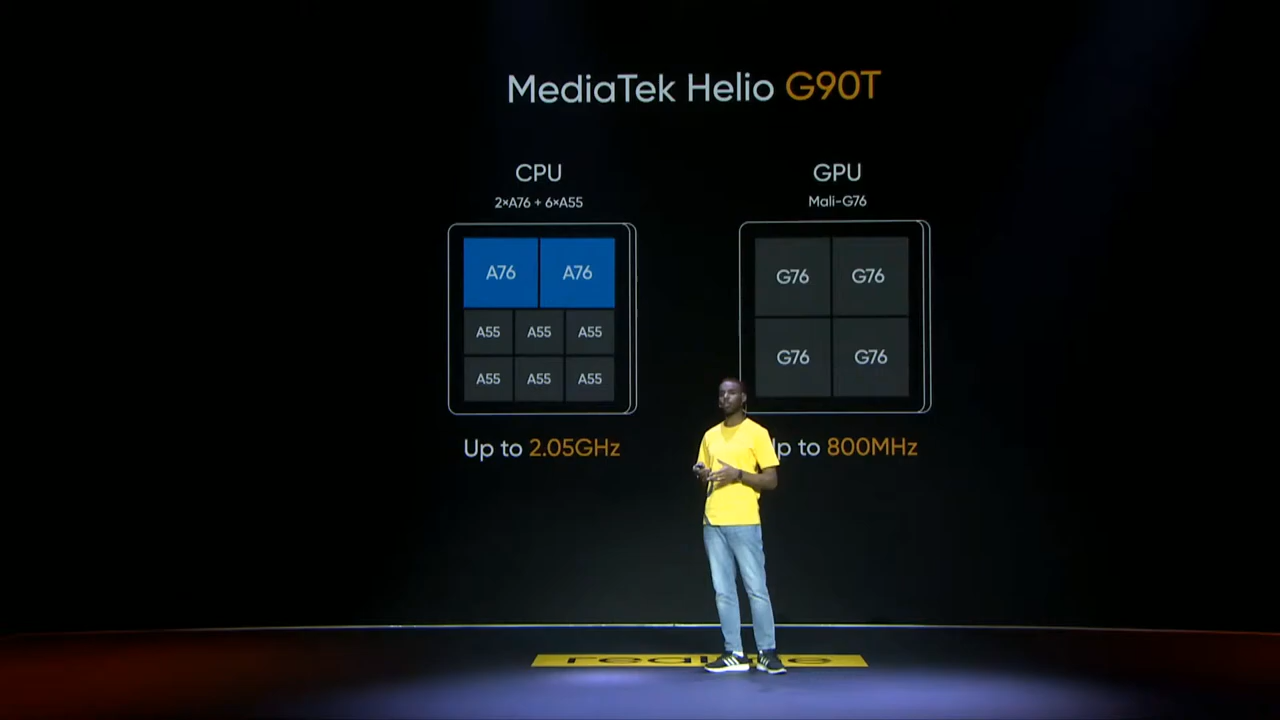 MediaTek Helio G90T
CPU
2×A76 + 6×A55
A76 A76
A55 A55 A55
A55 A55 A55
Up to 2.05GHz
GPU
Mali-G76
G76 G76
G76 G76
to 800MHz